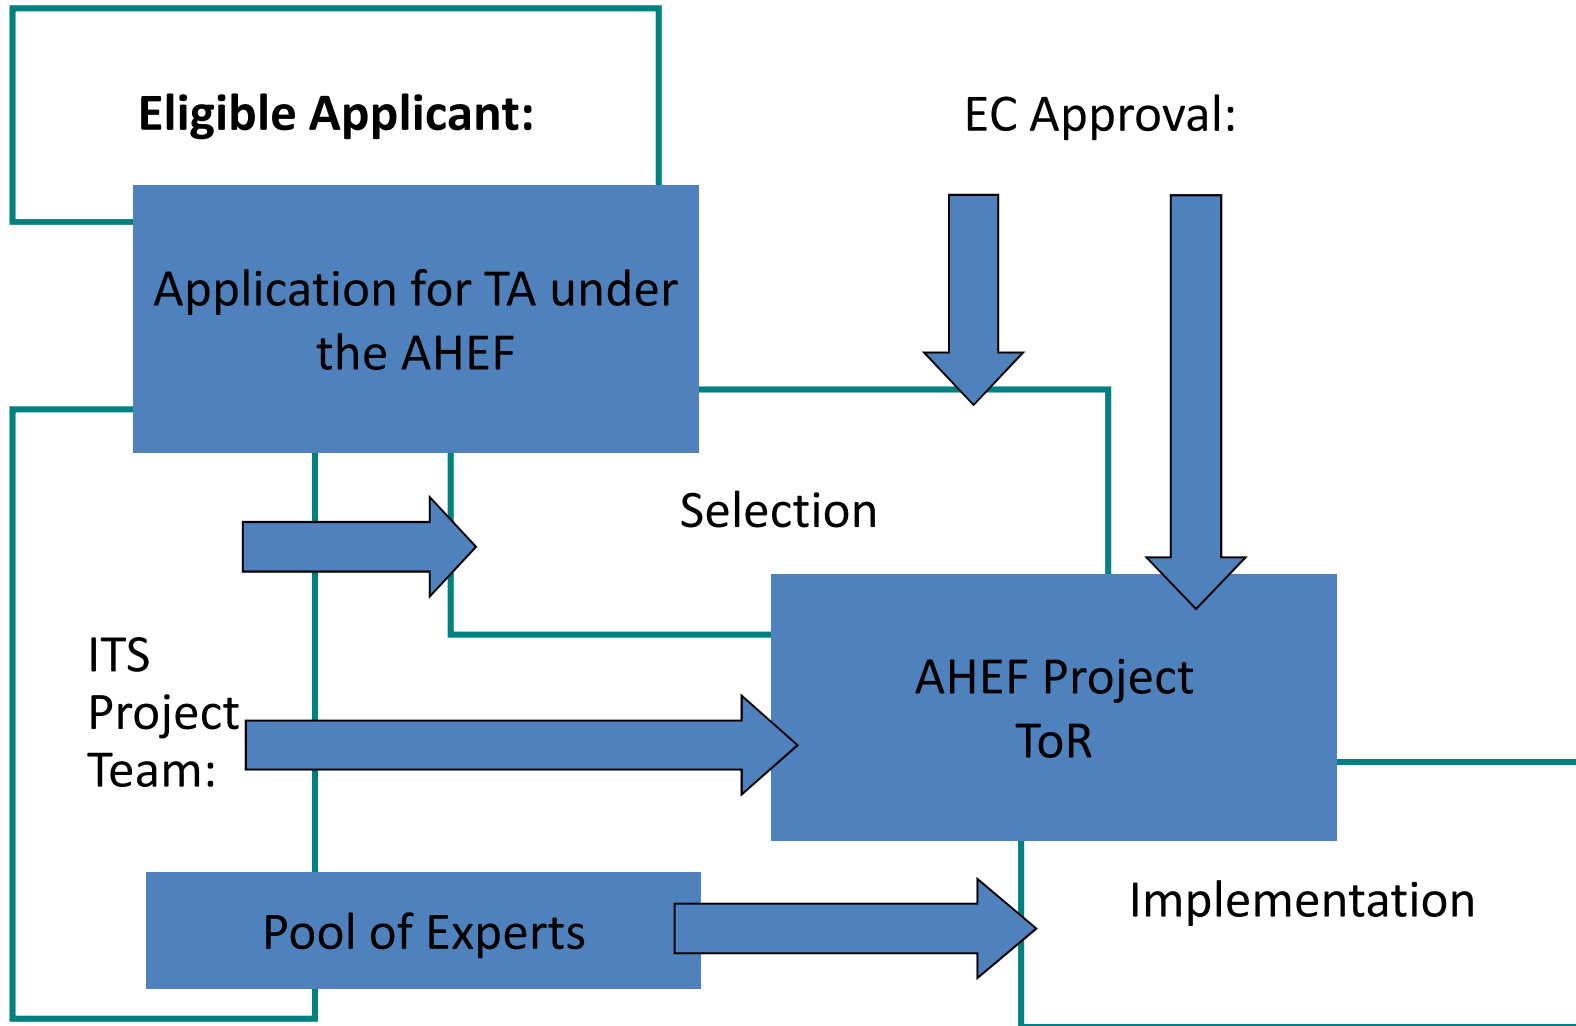 Eligible Applicant:
EC Approval:
Application for TA under
the AHEF
Selection
ITS
Project
Team:
AHEF Project
ToR
Implementation
Pool of Experts